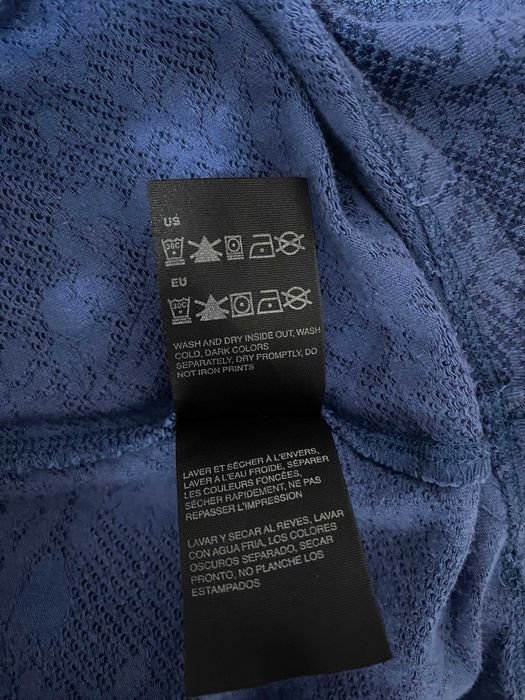 US
30C
EU
30C
WASH AND DRY INSIDE OUT, WASH
COLD, DARK COLORS
SEPARATELY, DRY PROMPTLY, DO
NOT IRON PRINTS
LAVER ET SÉCHER À L'ENVERS,
LAVER A L'EAU FROIDE, SÉPARER
LES COULEURS FONCÉES,
SÉCHER RAPIDEMENT, NE PAS
REPASSER L'IMPRESSION
LAVAR Y SECAR AL REVES, LAVAR
CON AGUA FRIA, LOS COLORES
OSCUROS SEPARADO, SECAR
PRONTO, NO PLANCHE LOS
ESTAMPADOS